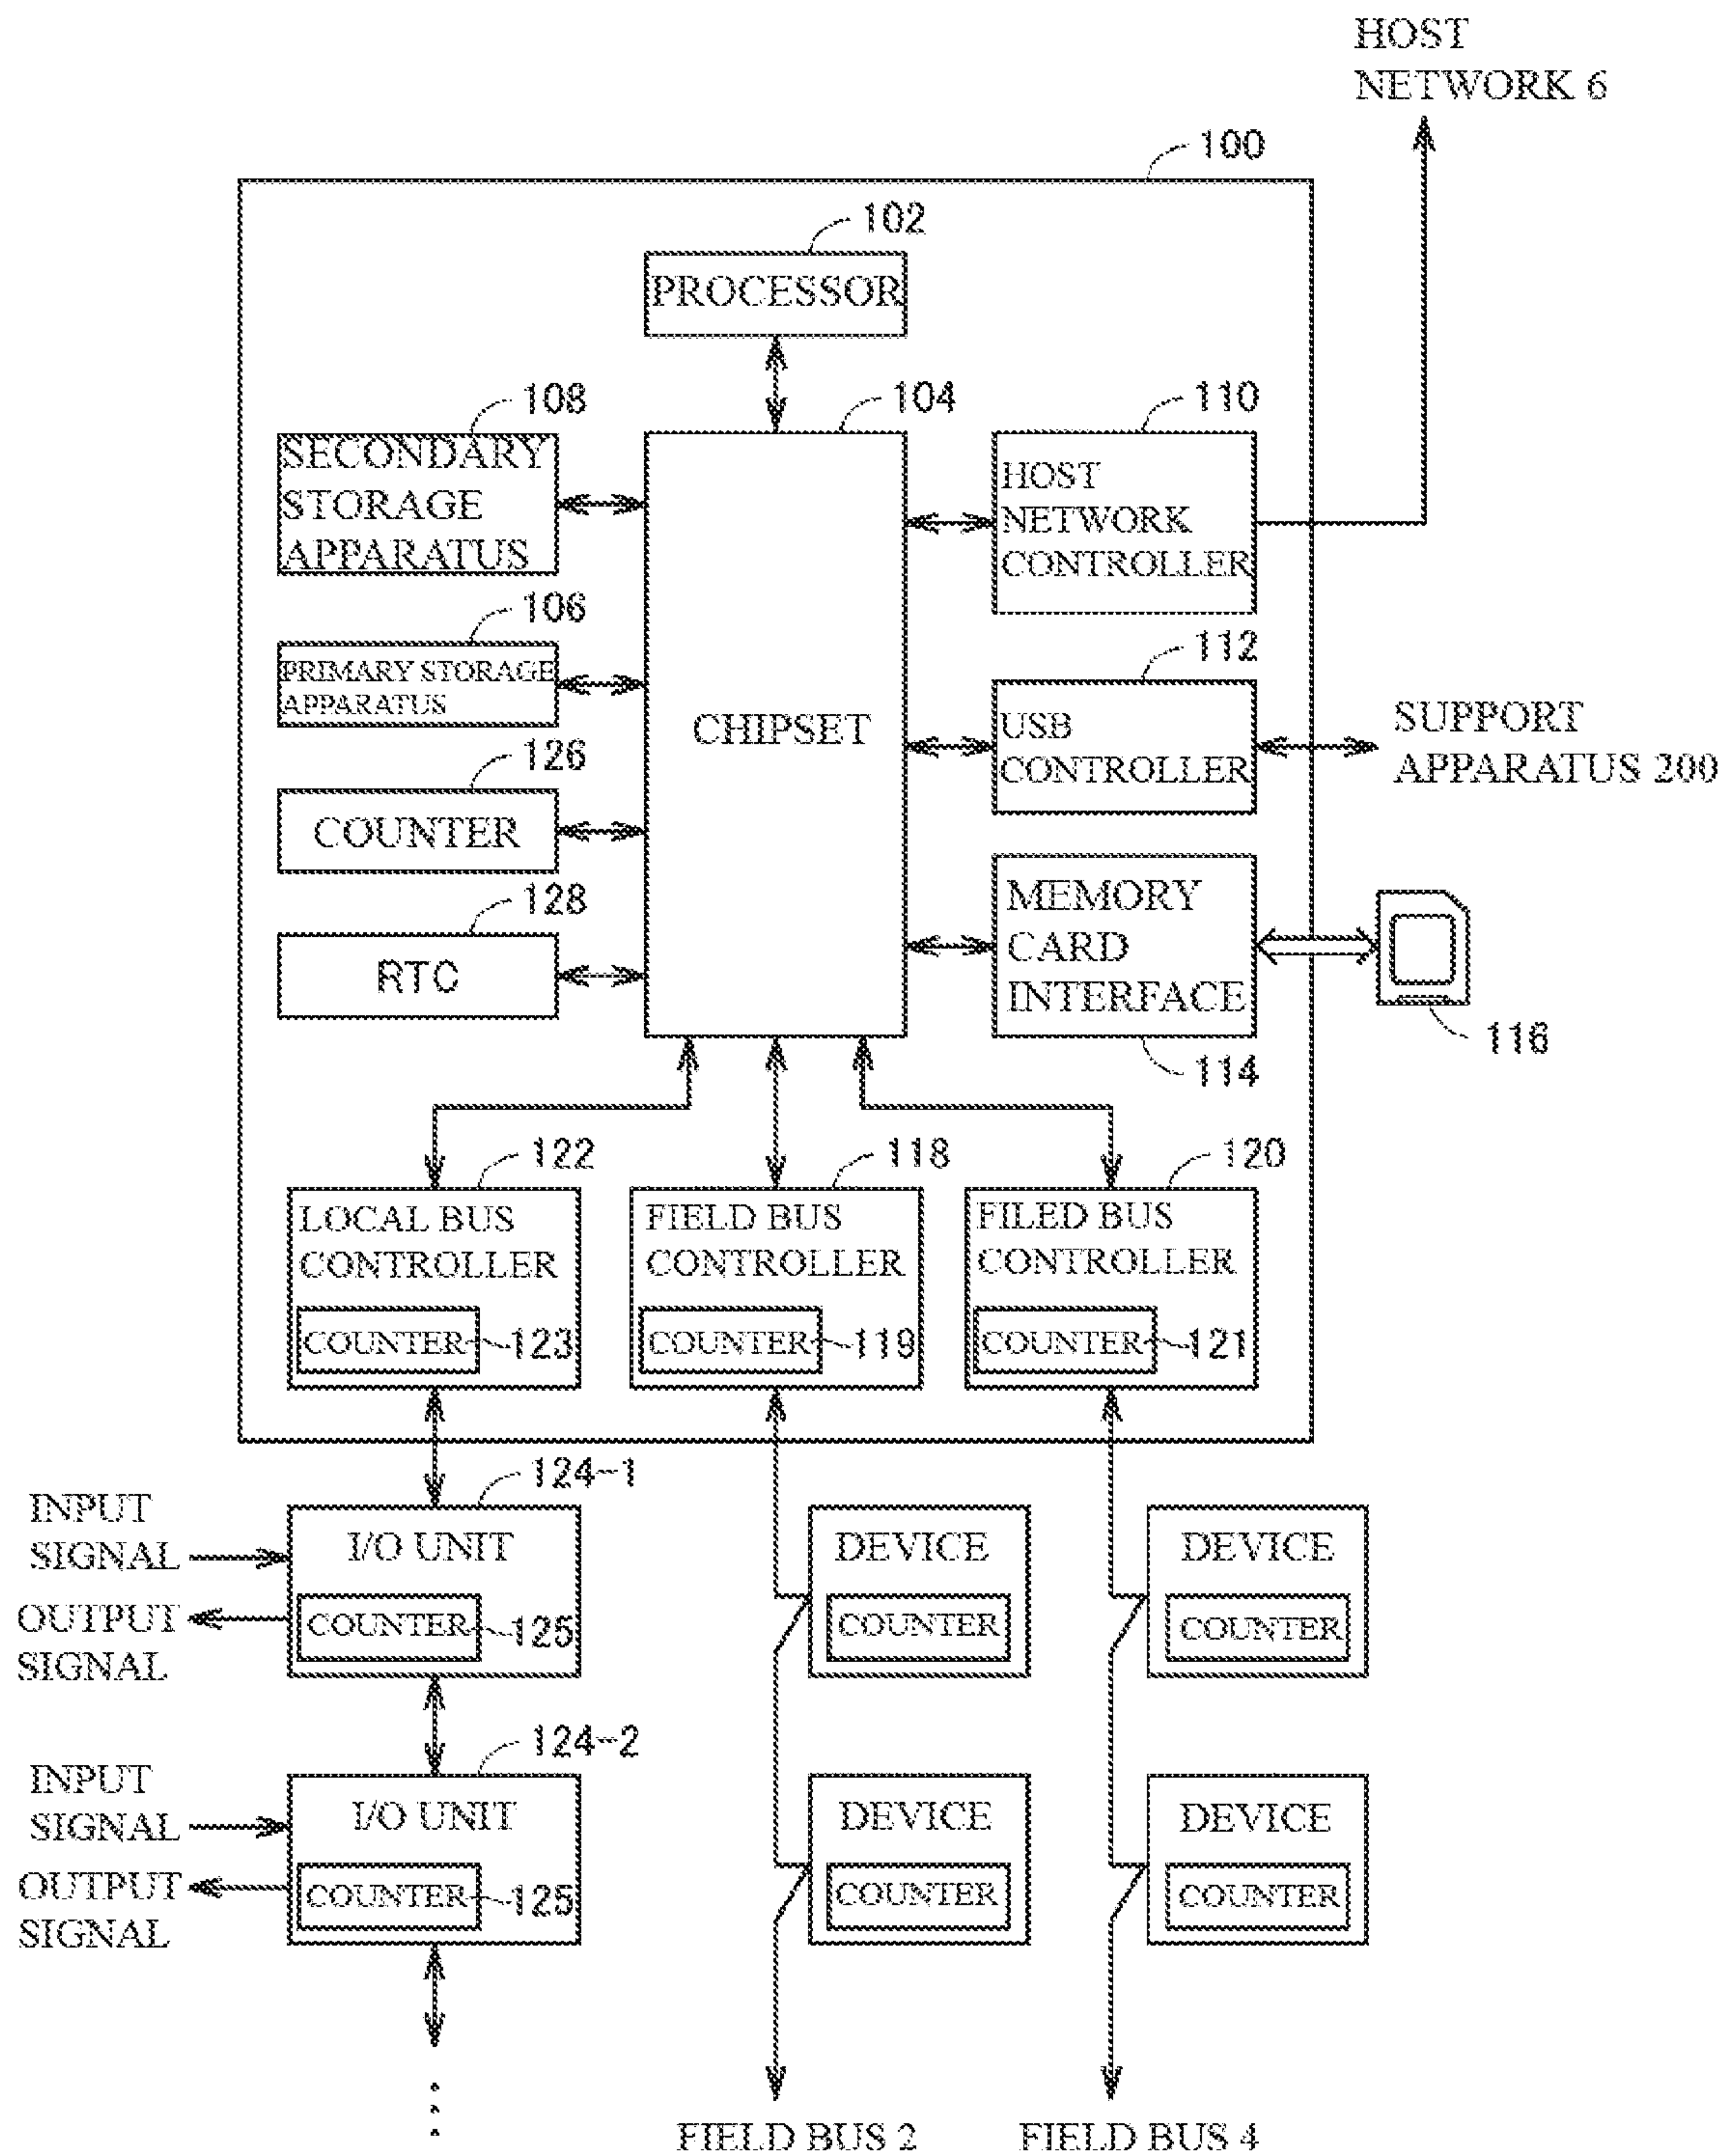 HOST
NETWORK 6
100
102
PROCESSOR
108
104
110
SECONDARY
STORAGE
APPARATUS
HOST
NETWORK
CONTROLLER
106
PRIMARY STORAGE
APPARATUS
CHIPSET
112
USB
CONTROLLER
SUPPORT
APPARATUS 200
126
COUNTER
128
RTC
MEMORY
CARD
INTERFACE
114
116
122
118
120
LOCAL BUS
CONTROLLER
COUNTER 123
FIELD BUS
CONTROLLER
COUNTER 119
FILED BUS
CONTROLLER
COUNTER 121
124-1
INPUT
SIGNAL
OUTPUT
SIGNAL
I/O UNIT
COUNTER 125
DEVICE
COUNTER
DEVICE
COUNTER
124-2
INPUT
SIGNAL
OUTPUT
SIGNAL
I/O UNIT
COUNTER 125
DEVICE
COUNTER
DEVICE
COUNTER
FIELD BUS 2
FIELD BUS 4